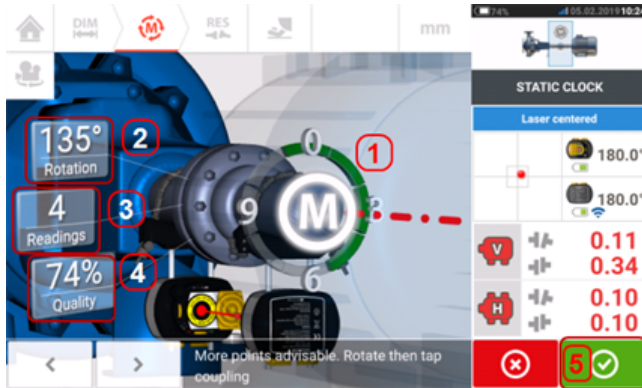 74%
05.02.2019 10:24
DIM
M
RES
mm
STATIC CLOCK
Laser centered
135°
Rotation
2
1
0
180.0°
4
Readings
3
9
M
3
180.0°
74%
Quality
4
6
V
0.11
0.34
H
0.10
0.10
More points advisable. Rotate then tap
coupling
5